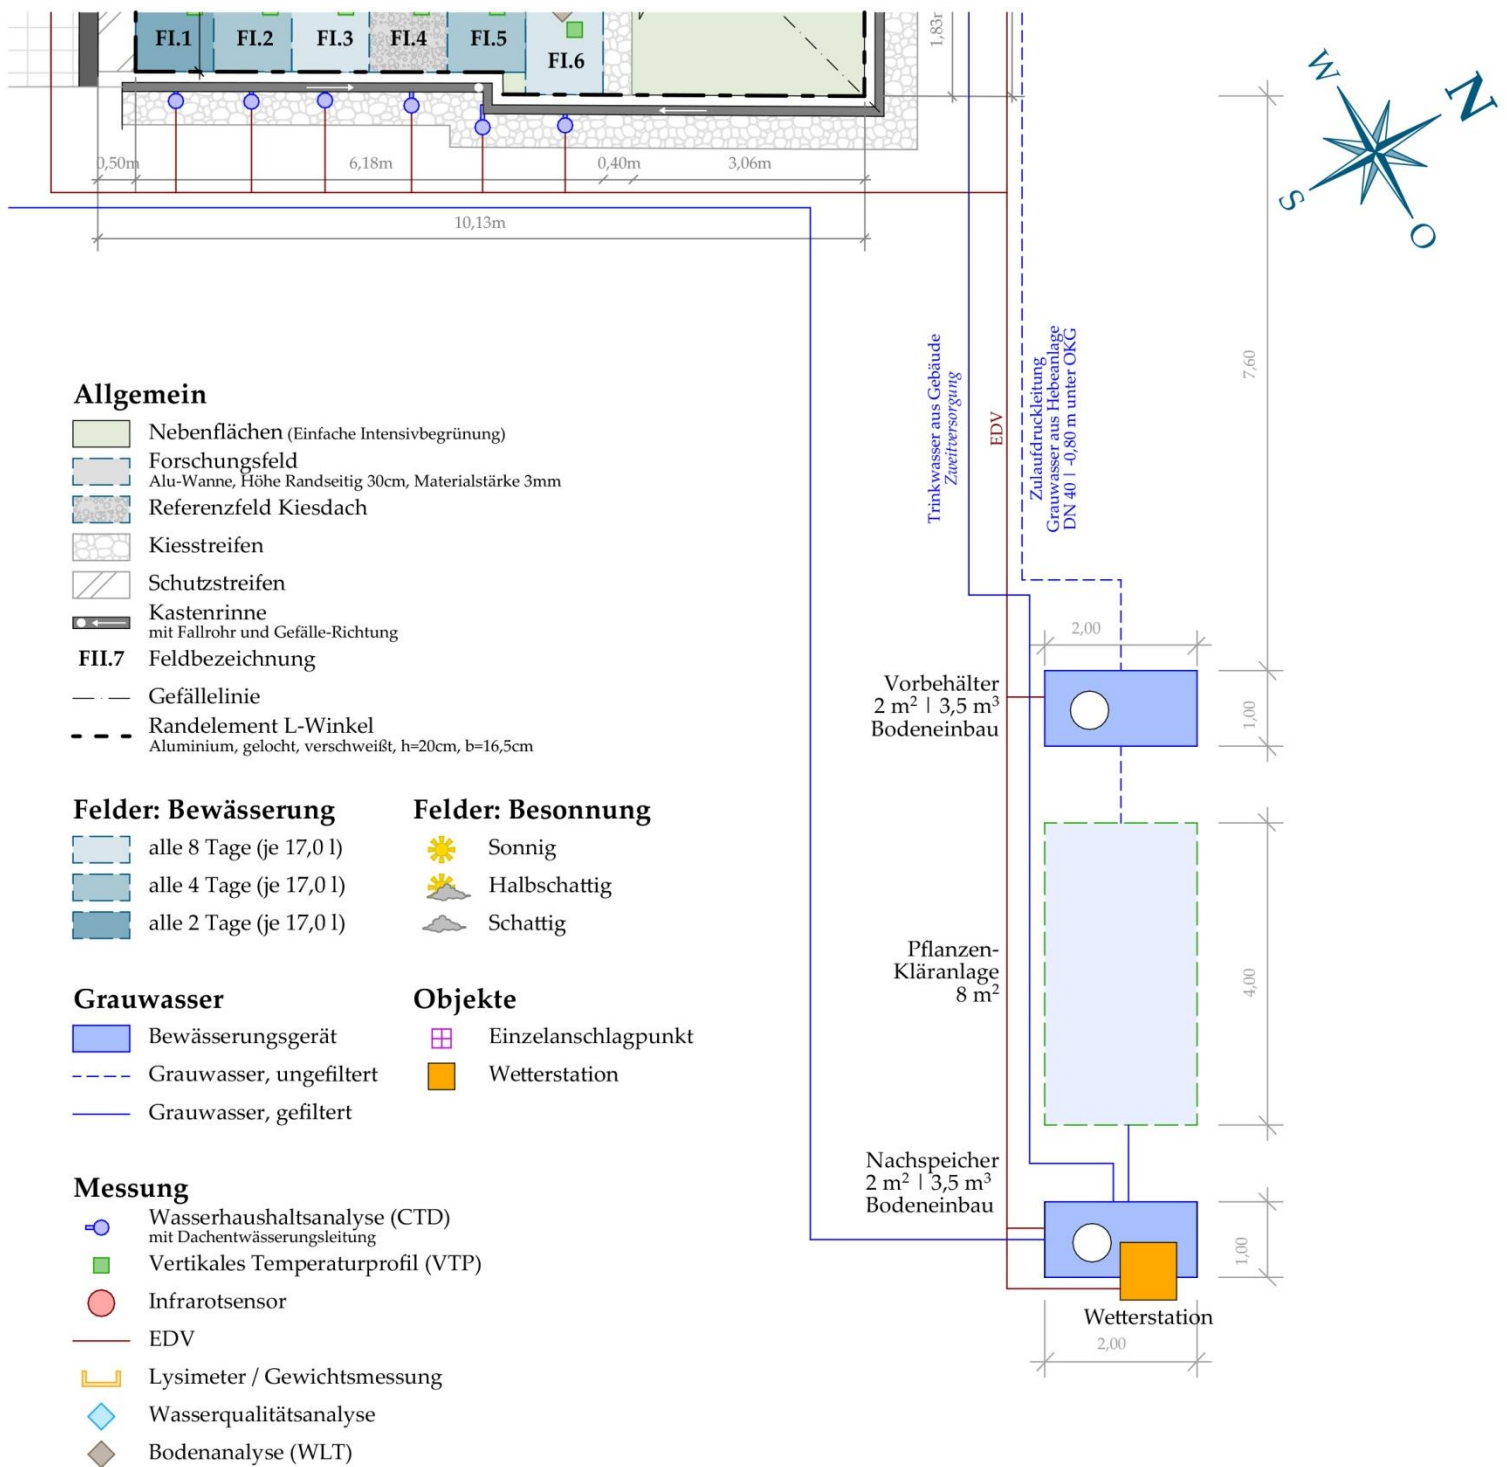 FI.1
FI.2
FI.3
FI.4
FI.5
FI.6
1,83
W
N
S
O
0,50m
6,18m
0,40m
3,06m
10,13m
Trinkwasser aus Gebäude
Zweitversorgung
EDV
Zulaufdruckleitung
Grauwasser aus Hebeanlage
DN 40 | -0,80 m unter OKG
7,60
Allgemein
Nebenflächen (Einfache Intensivbegrünung)
Forschungsfeld
Alu-Wanne, Höhe Randseitig 30cm, Materialstärke 3mm
Referenzfeld Kiesdach
Kiesstreifen
Schutzstreifen
Kastenrinne
mit Fallrohr und Gefälle-Richtung
FII.7 Feldbezeichnung
Gefällelinie
Randelement L-Winkel
Aluminium, gelocht, verschweißt, h=20cm, b=16,5cm
Felder: Bewässerung
alle 8 Tage (je 17,0 l)
alle 4 Tage (je 17,0 l)
alle 2 Tage (je 17,0 l)
Felder: Besonnung
Sonnig
Halbschattig
Schattig
Grauwasser
Bewässerungsgerät
Grauwasser, ungefiltert
Grauwasser, gefiltert
Objekte
Einzelanschlagpunkt
Wetterstation
Messung
Wasserhaushaltsanalyse (CTD)
mit Dachentwässerungsleitung
Vertikales Temperaturprofil (VTP)
Infrarotsensor
EDV
Lysimeter / Gewichtsmessung
Wasserqualitätsanalyse
Bodenanalyse (WLT)
2,00
Vorbehälter
2 m² | 3,5 m³
Bodeneinbau
1,00
Pflanzen-
Kläranlage
8 m²
4,00
Nachspeicher
2 m² | 3,5 m³
Bodeneinbau
1,00
Wetterstation
2,00